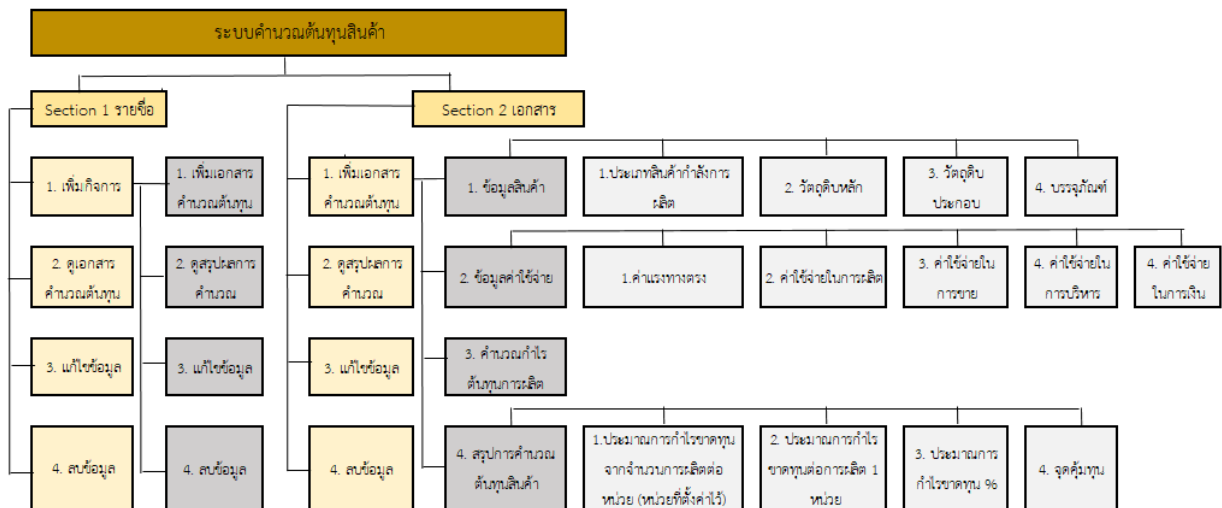 ระบบคำนวณต้นทุนสินค้า
Section 1 รายชื่อ
Section 2 เอกสาร
1. เพิ่มกิจการ
1. เพิ่มเอกสาร
คำนวณต้นทุน
1. เพิ่มเอกสาร
คำนวณต้นทุน
1. ข้อมูลสินค้า
1.ประเภทสินค้ากำลังการ
ผลิต
2. วัตถุดิบหลัก
3. วัตถุดิบ
ประกอบ
4. บรรจุภัณฑ์
2. ดูเอกสาร
คำนวณต้นทุน
2. ดูสรุปผลการ
คำนวณ
2. ดูสรุปผลการ
คำนวณ
2. ข้อมูลค่าใช้จ่าย
1.ค่าแรงทางตรง
2. ค่าใช้จ่ายในการผลิต
3. ค่าใช้จ่ายใน
การขาย
4. ค่าใช้จ่ายใน
การบริหาร
4. ค่าใช้จ่าย
ในการเงิน
3. แก้ไขข้อมูล
3. แก้ไขข้อมูล
3. แก้ไขข้อมูล
3. คำนวณกำไร
ต้นทุนการผลิต
4. ลบข้อมูล
4. ลบข้อมูล
4. ลบข้อมูล
4. สรุปการคำนวณ
ต้นทุนสินค้า
1.ประมาณการกำไรขาดทุน
จากจำนวนการผลิตต่อ
หน่วย (หน่วยที่ตั้งค่าไว้)
2. ประมาณการกำไร
ขาดทุนต่อการผลิต 1
หน่วย
3. ประมาณการ
กำไรขาดทุน %
4. จุดคุ้มทุน